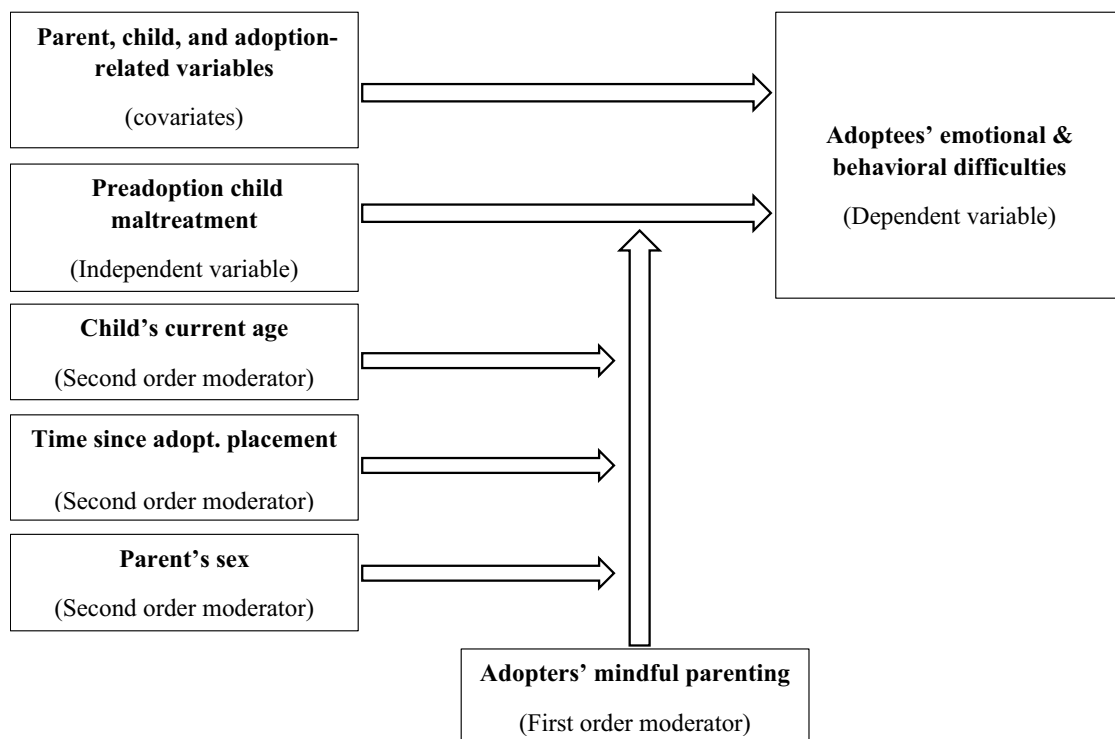 Parent, child, and adoption-
related variables
(covariates)
Adoptees’ emotional &
behavioral difficulties
(Dependent variable)
Preadoption child
maltreatment
(Independent variable)
Child’s current age
(Second order moderator)
Time since adopt. placement
(Second order moderator)
Parent’s sex
(Second order moderator)
Adopters’ mindful parenting
(First order moderator)